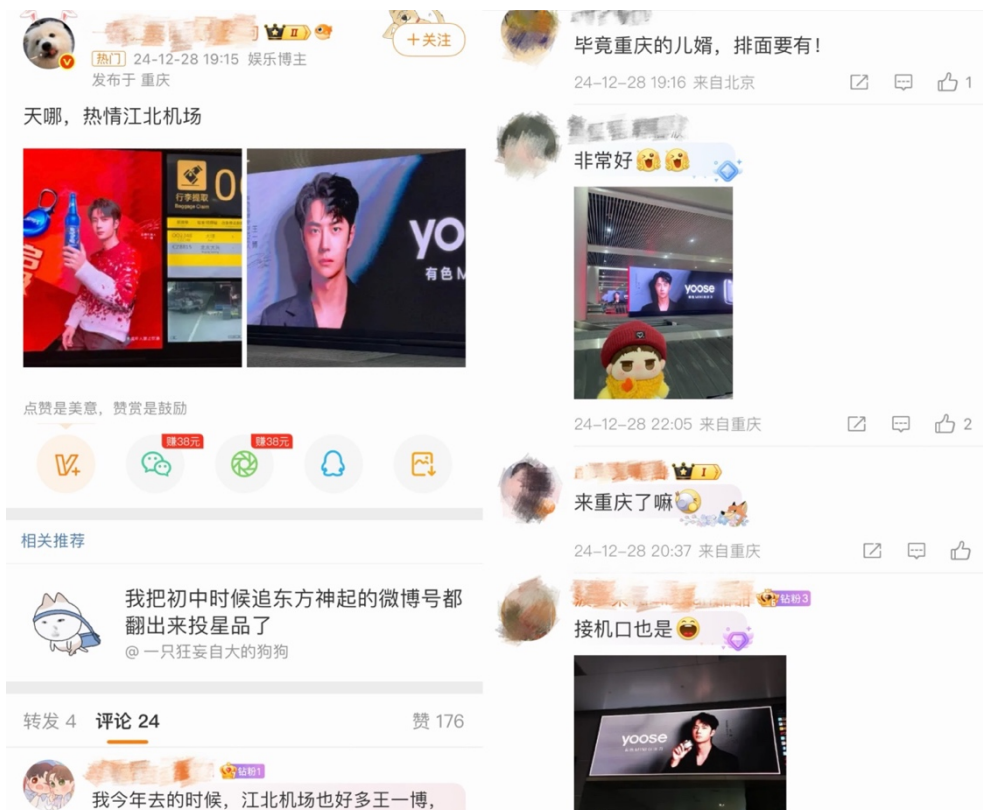 热门 24-12-28 19:15 娱乐博主
发布于 重庆
+关注
天哪，热情江北机场
行李提取
Baggage Claim
yo
有色 M
点赞是美意，赞赏是鼓励
赚38元
赚38元
相关推荐
我把初中时候追东方神起的微博号都
翻出来投星品了
@ 一只狂妄自大的狗狗
转发 4 评论 24 赞 176
钻粉1
我今年去的时候，江北机场也好多王一博，
毕竟重庆的儿婿，排面要有！
24-12-28 19:16 来自北京 1
非常好
yoose
24-12-28 22:05 来自重庆 2
I
来重庆了嘛
24-12-28 20:37 来自重庆
钻粉3
接机口也是
yoose